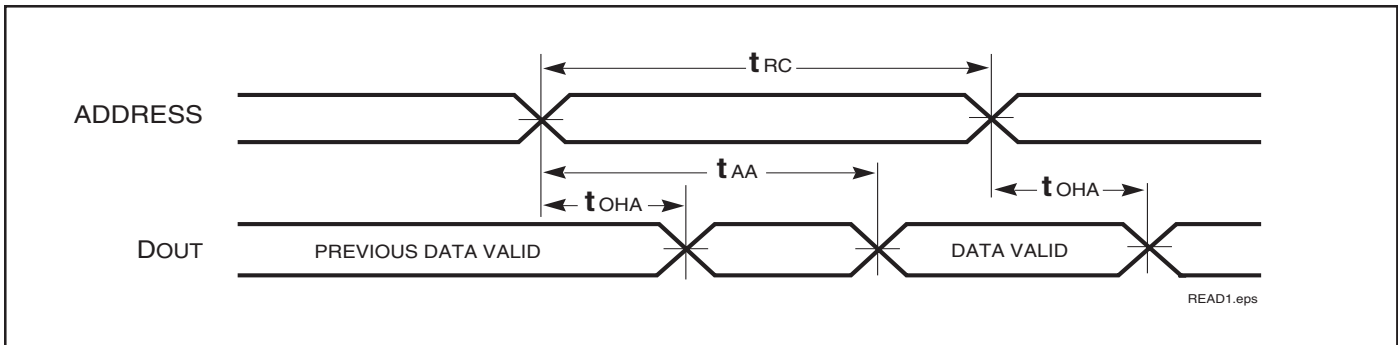 tRC
ADDRESS
tAA
tOHA
tOHA
DOUT
PREVIOUS DATA VALID
DATA VALID
READ1.eps